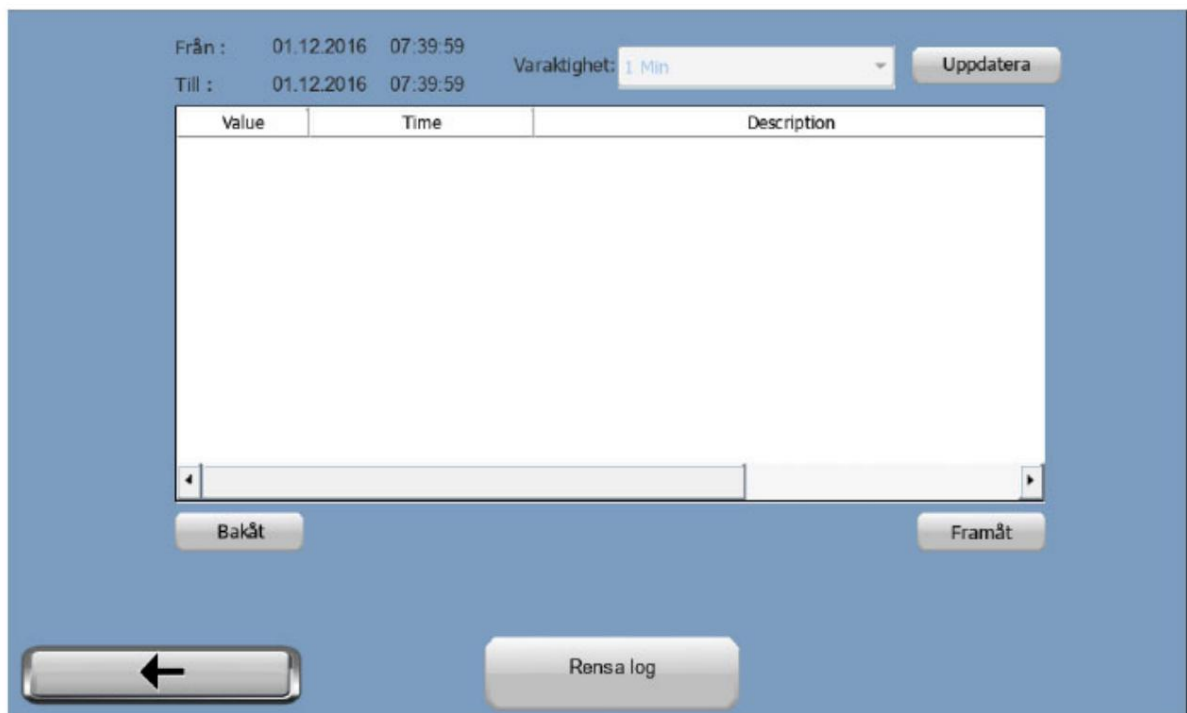 Från : 01.12.2016 07:39:59
Varaktighet: 1 Min Uppdatera
Till : 01.12.2016 07:39:59
Value Time Description
Bakåt Framåt
Rensa log